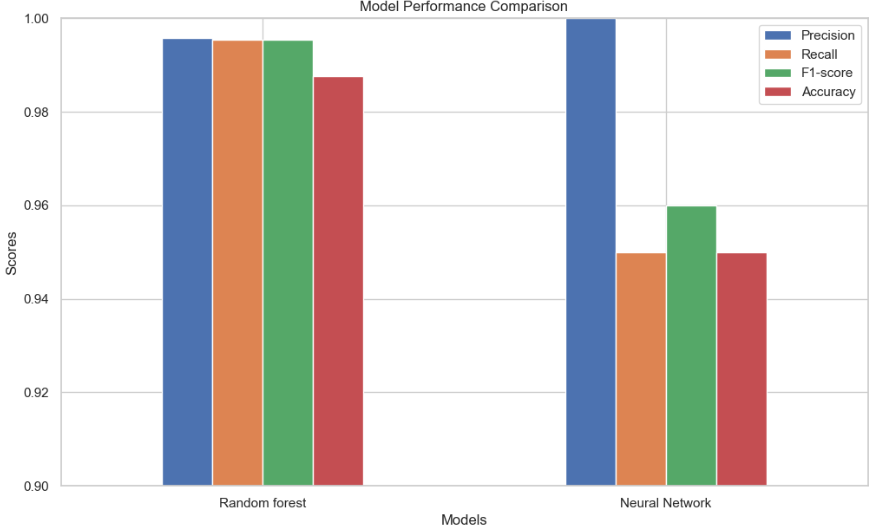 Model Performance Comparison
1.00
0.98
0.96
0.94
0.92
0.90
Scores
Precision
Recall
F1-score
Accuracy
Random forest
Neural Network
Models